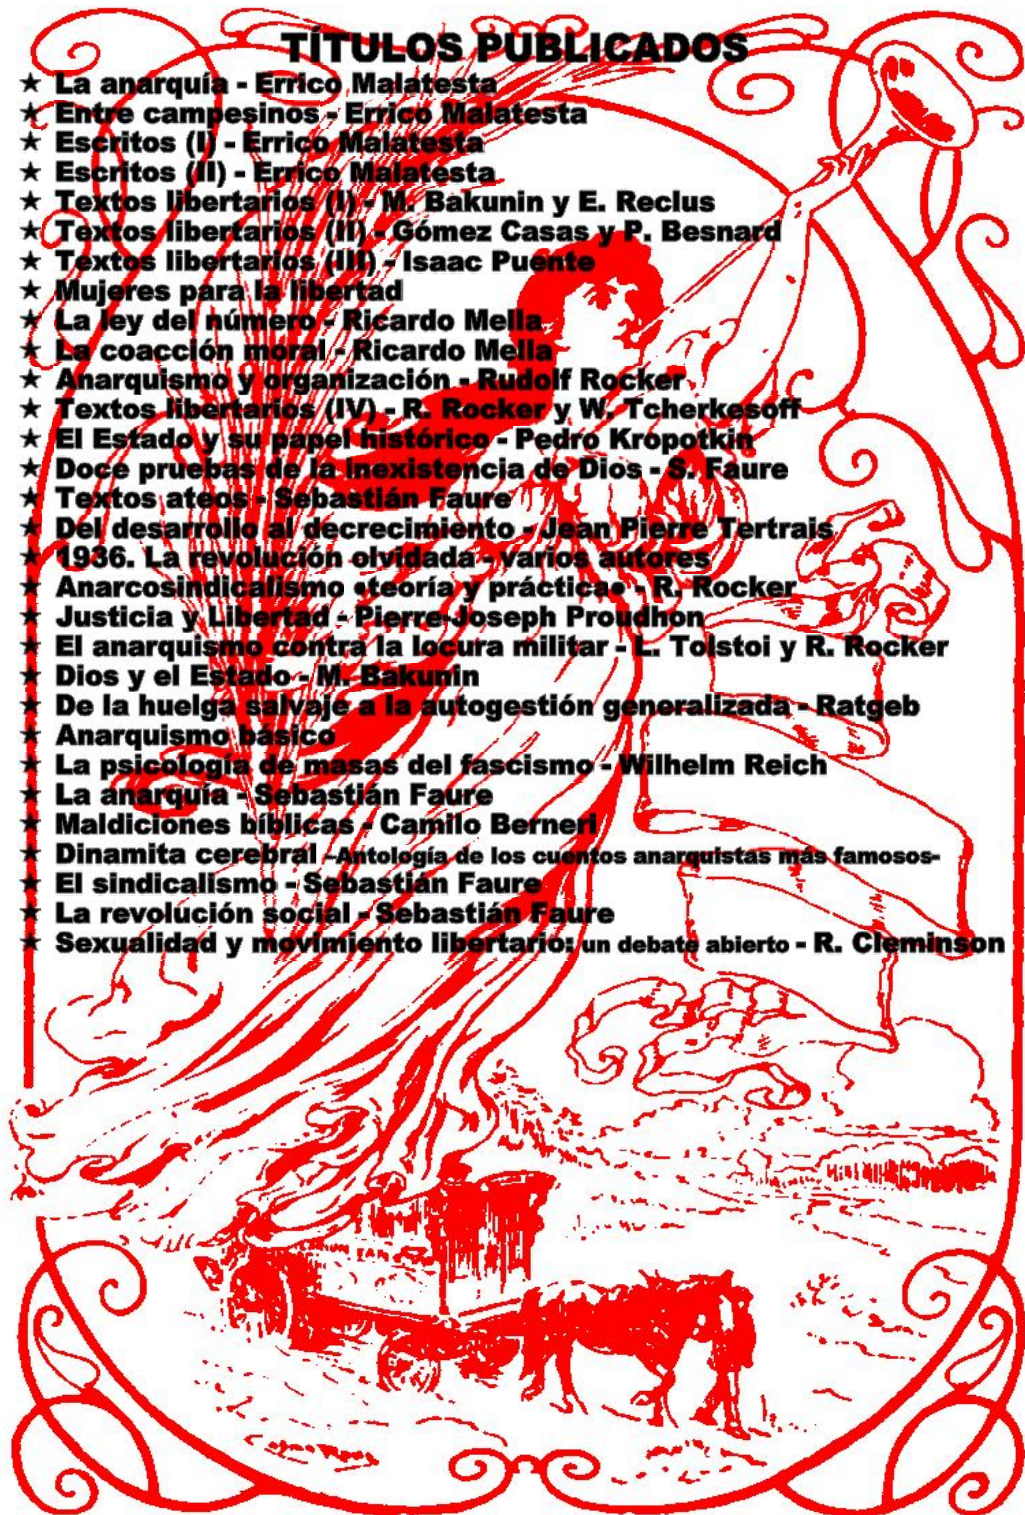 TÍTULOS PUBLICADOS
★ La anarquía - Errico Malatesta
★ Entre campesinos - Errico Malatesta
★ Escritos (I) - Errico Malatesta
★ Escritos (II) - Errico Malatesta
★ Textos libertarios (I) - M. Bakunin y E. Reclus
★ Textos libertarios (II) - Gómez Casas y P. Besnard
★ Textos libertarios (III) - Isaac Puente
★ Mujeres para la libertad
★ La ley del número - Ricardo Mella
★ La coacción moral - Ricardo Mella
★ Anarquismo y organización - Rudolf Rocker
★ Textos libertarios (IV) - R. Rocker y W. Tcherkesoff
★ El Estado y su papel histórico - Pedro Kropotkin
★ Doce pruebas de la inexistencia de Dios - S. Faure
★ Textos ateos - Sebastián Faure
★ Del desarrollo al decrecimiento - Jean Pierre Tertrais
★ 1936. La revolución olvidada - varios autores
★ Anarcosindicalismo «teoría y práctica» - R. Rocker
★ Justicia y Libertad - Pierre-Joseph Proudhon
★ El anarquismo contra la locura militar - L. Tolstoi y R. Rocker
★ Dios y el Estado - M. Bakunin
★ De la huelga salvaje a la autogestión generalizada - Ratgeb
★ Anarquismo básico
★ La psicología de masas del fascismo - Wilhelm Reich
★ La anarquía - Sebastián Faure
★ Maldiciones bíblicas - Camilo Berneri
★ Dinamita cerebral -Antología de los cuentos anarquistas más famosos-
★ El sindicalismo - Sebastián Faure
★ La revolución social - Sebastián Faure
★ Sexualidad y movimiento libertario: un debate abierto - R. Cleminson